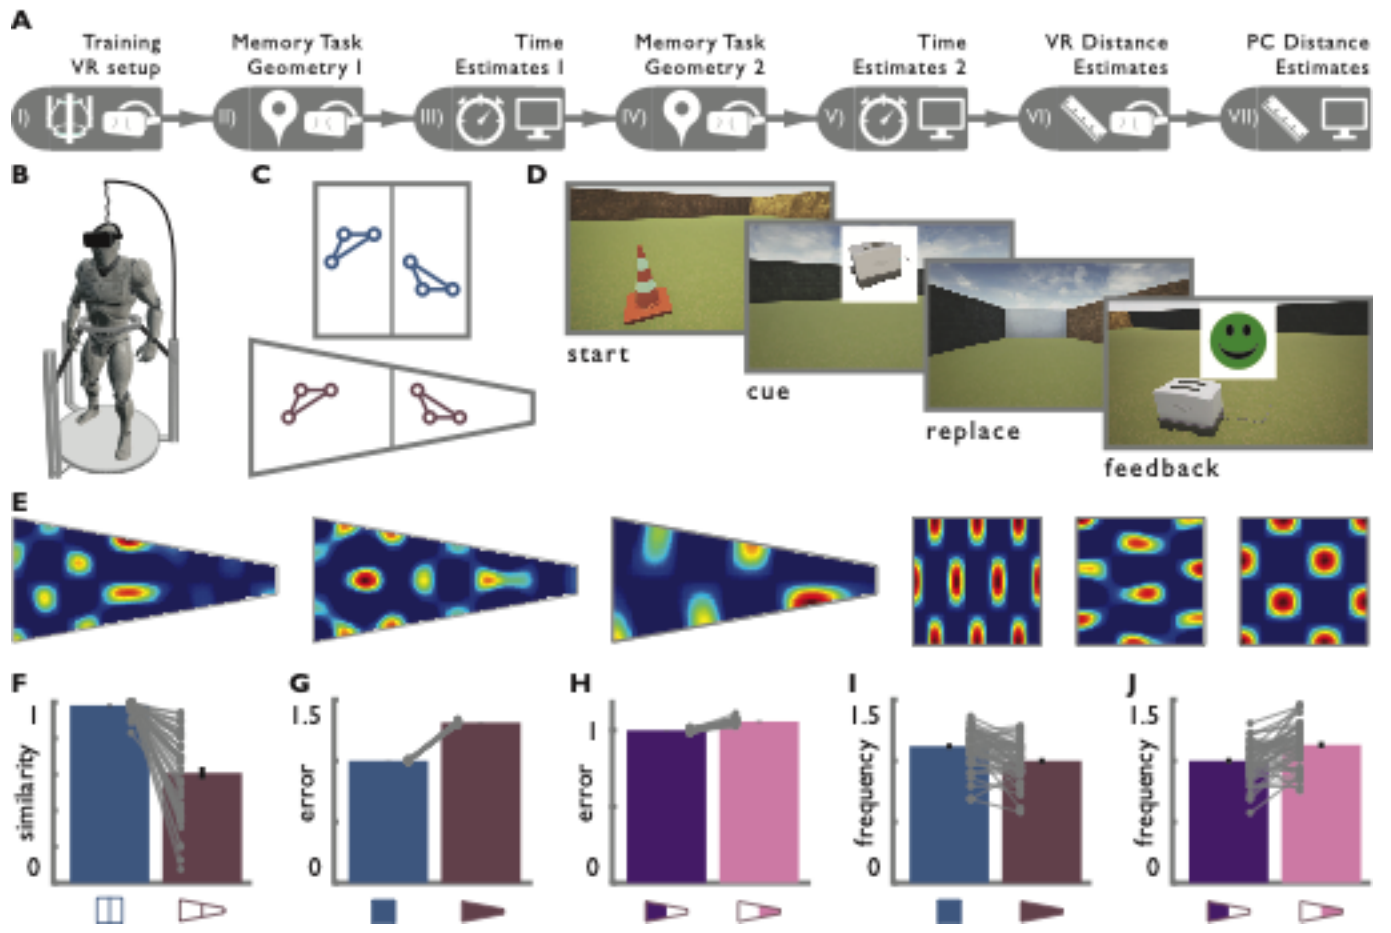 A
Training
VR setup
Memory Task
Geometry 1
Time
Estimates 1
Memory Task
Geometry 2
Time
Estimates 2
VR Distance
Estimates
PC Distance
Estimates
I)
II)
III)
IV)
V)
VI)
VII)
B
C
D
start
cue
replace
feedback
E
F
1
similarity
0
G
1.5
error
0
H
1
error
0
I
1.5
frequency
0
J
1.5
frequency
0